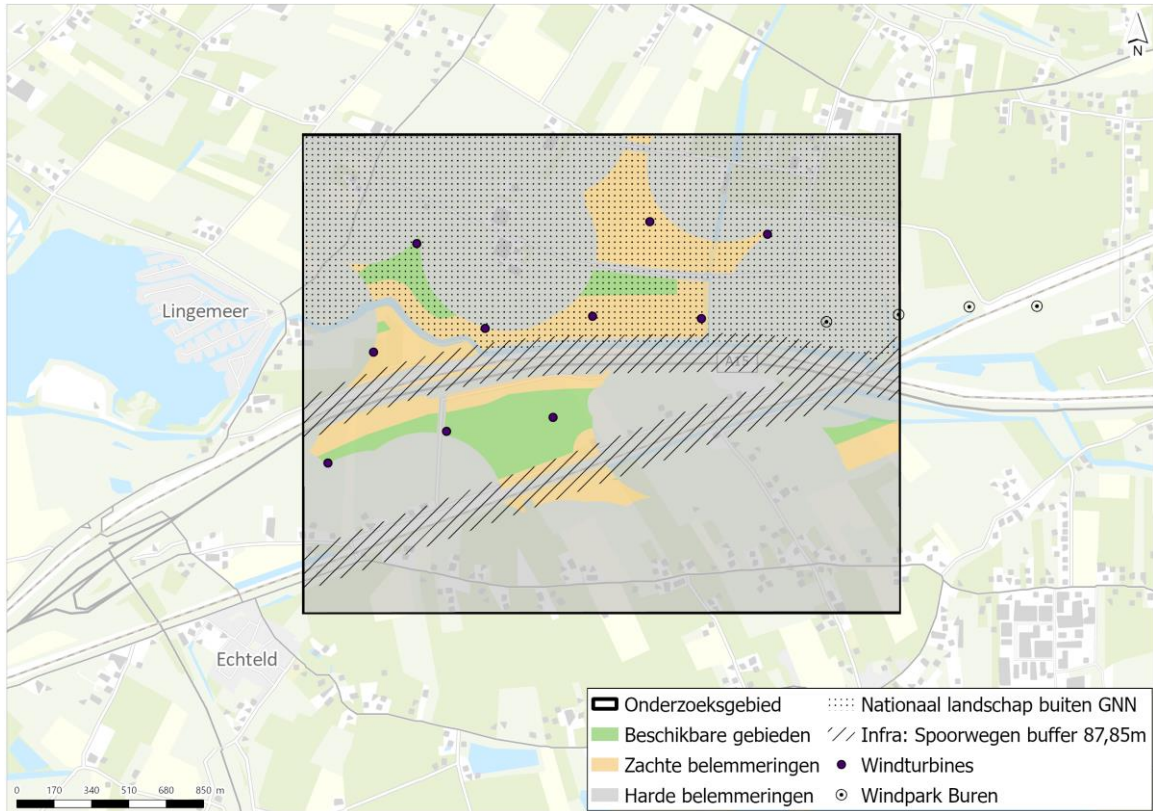 N
Lingemeer
A15
Echteld
Onderzoeksgebied
Beschikbare gebieden
Zachte belemmeringen
Harde belemmeringen
Nationaal landschap buiten GNN
Infra: Spoorwegen buffer 87,85m
Windturbines
Windpark Buren
0 170 340 510 680 850 m